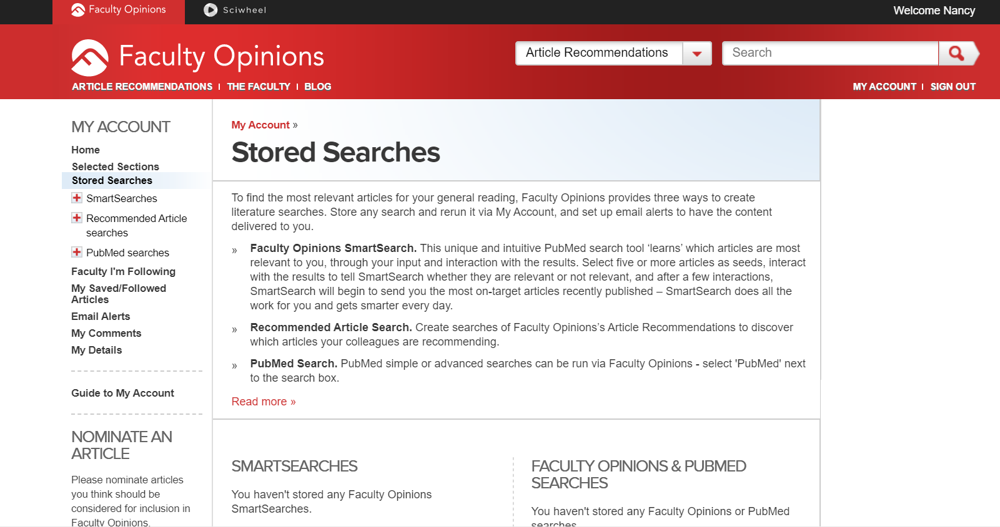 Faculty Opinions
Sciwheel
Welcome Nancy
Faculty Opinions
Article Recommendations
Search
ARTICLE RECOMMENDATIONS | THE FACULTY | BLOG
MY ACCOUNT | SIGN OUT
MY ACCOUNT
Home
Selected Sections
Stored Searches
SmartSearches
Recommended Article
searches
PubMed searches
Faculty I'm Following
My Saved/Followed
Articles
Email Alerts
My Comments
My Details
Guide to My Account
NOMINATE AN
ARTICLE
Please nominate articles
you think should be
considered for inclusion in
Faculty Opinions.
My Account »
Stored Searches
To find the most relevant articles for your general reading, Faculty Opinions provides three ways to create
literature searches. Store any search and rerun it via My Account, and set up email alerts to have the content
delivered to you.
» Faculty Opinions SmartSearch. This unique and intuitive PubMed search tool ‘learns’ which articles are most
relevant to you, through your input and interaction with the results. Select five or more articles as seeds, interact
with the results to tell SmartSearch whether they are relevant or not relevant, and after a few interactions,
SmartSearch will begin to send you the most on-target articles recently published – SmartSearch does all the
work for you and gets smarter every day.
» Recommended Article Search. Create searches of Faculty Opinions’s Article Recommendations to discover
which articles your colleagues are recommending.
» PubMed Search. PubMed simple or advanced searches can be run via Faculty Opinions - select 'PubMed' next
to the search box.
Read more »
SMARTSEARCHES
You haven't stored any Faculty Opinions
SmartSearches.
FACULTY OPINIONS & PUBMED
SEARCHES
You haven't stored any Faculty Opinions or PubMed
searches